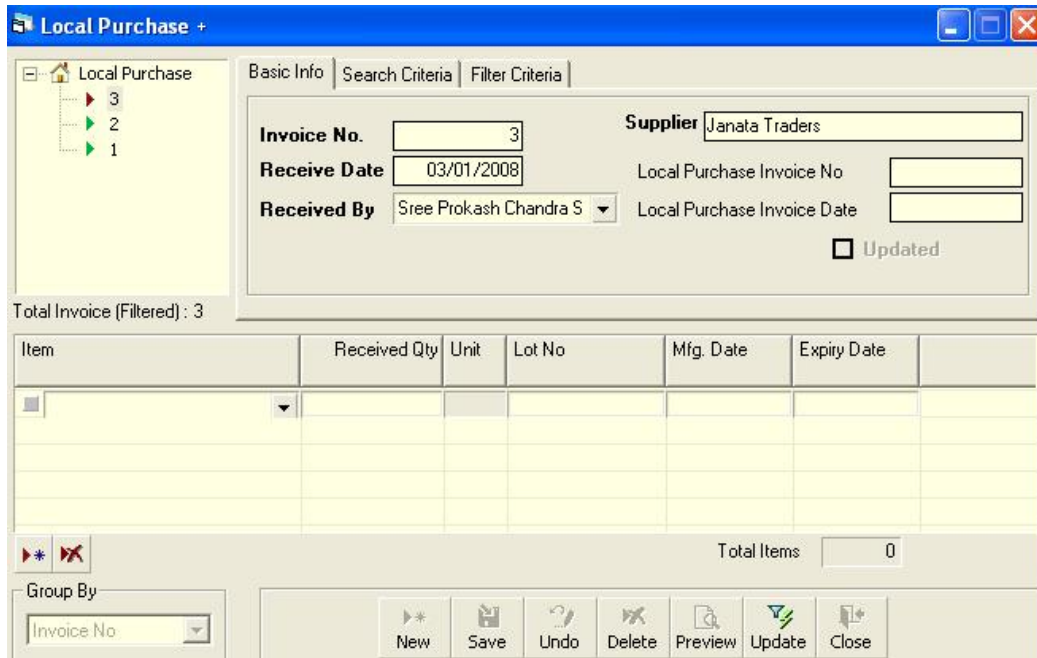 Local Purchase +
Local Purchase
3
2
1
Total Invoice (Filtered) : 3
Basic Info
Search Criteria
Filter Criteria
Invoice No. 3
Supplier Janata Traders
Receive Date 03/01/2008
Local Purchase Invoice No
Received By Sree Prokash Chandra S
Local Purchase Invoice Date
Updated
Item Received Qty Unit Lot No Mfg. Date Expiry Date
Total Items 0
Group By
Invoice No
New Save Undo Delete Preview Update Close